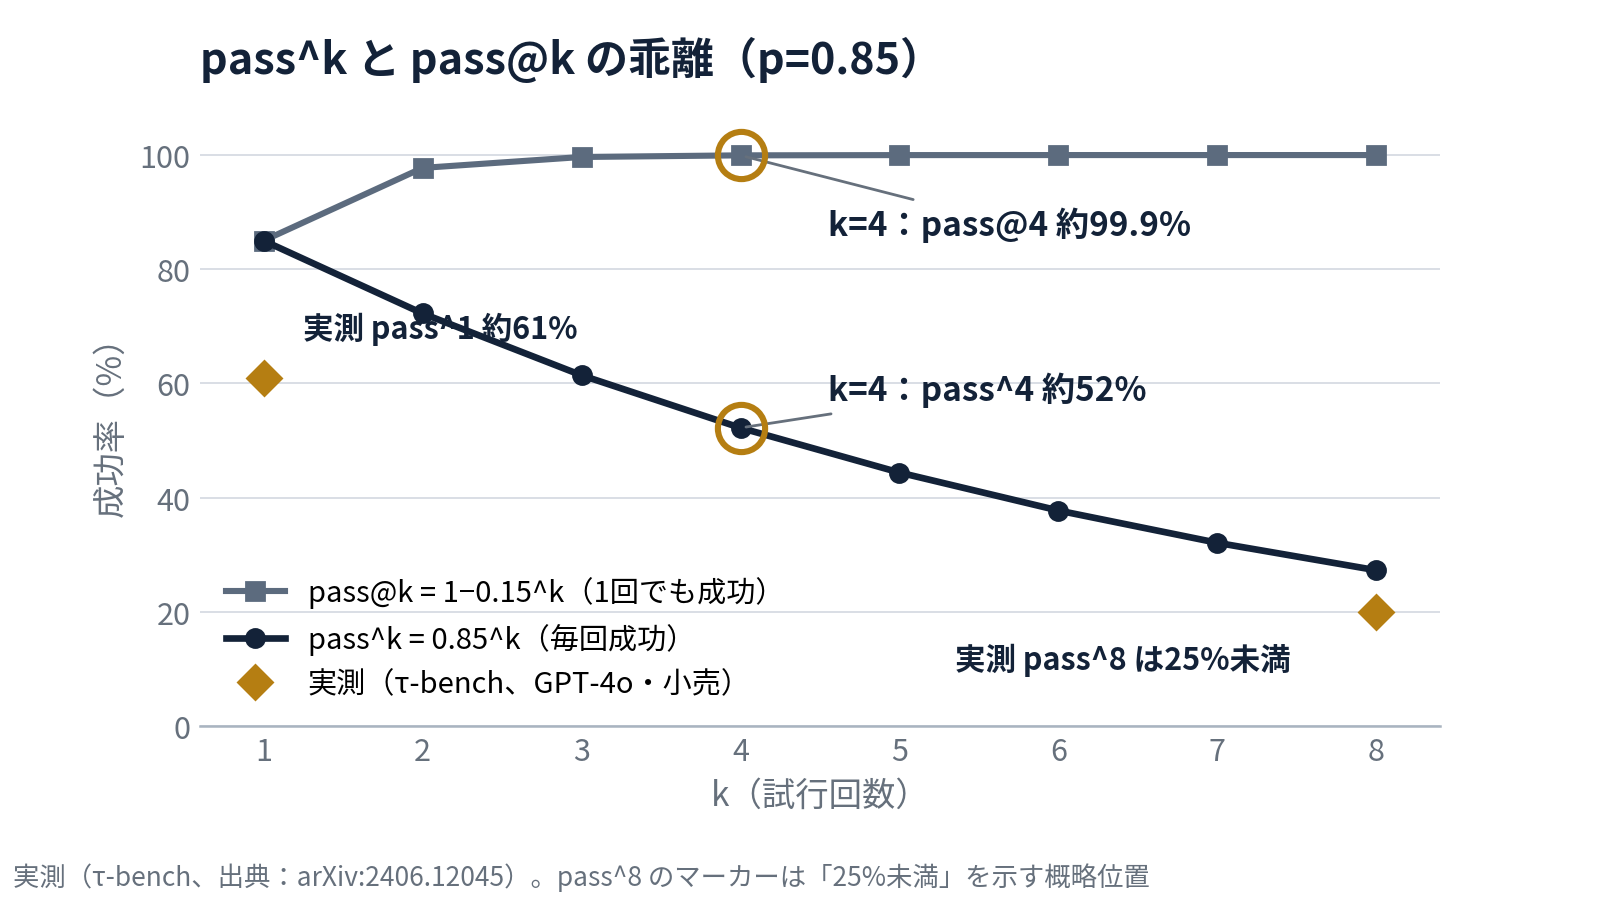 pass^k と pass@k の乖離（p=0.85）
100
80
60
40
20
0
成功率（%）
k=4：pass@4 約99.9%
実測 pass^1 約61%
k=4：pass^4 約52%
pass@k = 1−0.15^k（1回でも成功）
pass^k = 0.85^k（毎回成功）
実測（τ-bench、GPT-4o・小売）
実測 pass^8 は25%未満
1 2 3 4 5 6 7 8
k（試行回数）
実測（τ-bench、出典：arXiv:2406.12045）。pass^8 のマーカーは「25%未満」を示す概略位置